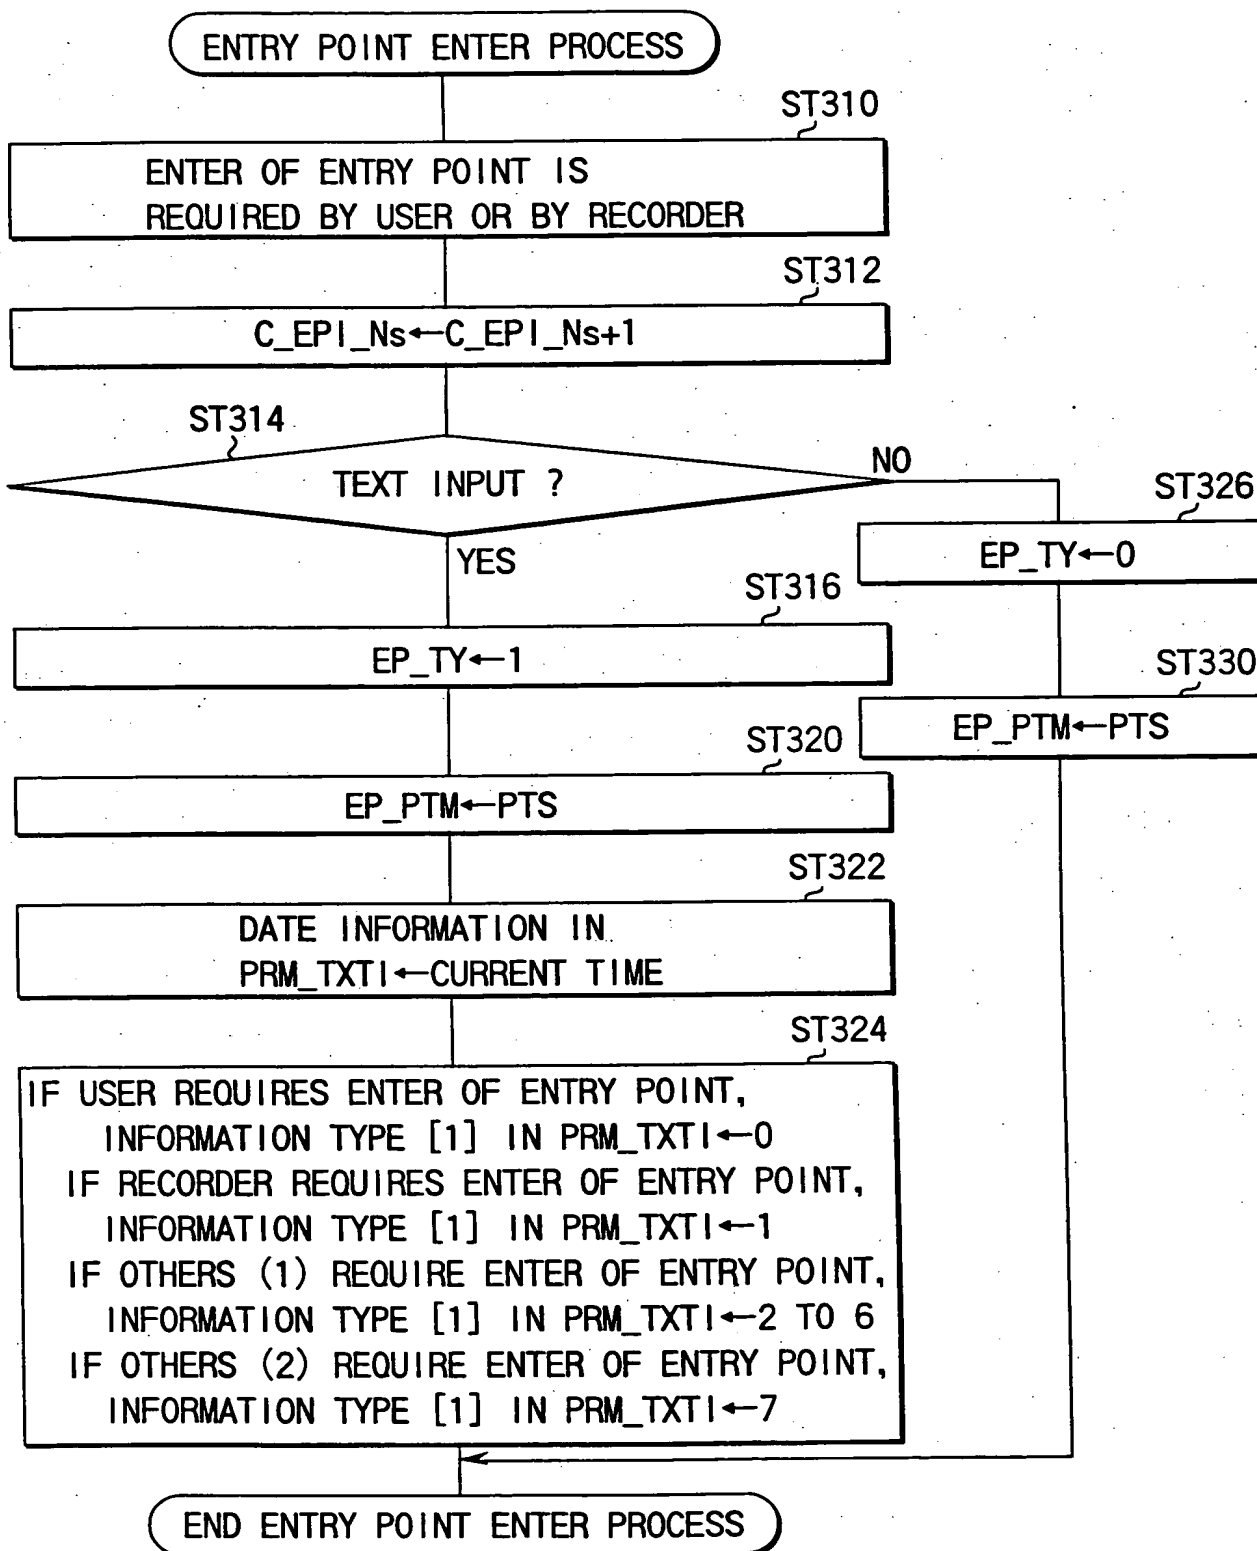 ENTRY POINT ENTER PROCESS
ST310
ENTER OF ENTRY POINT IS
REQUIRED BY USER OR BY RECORDER
ST312
C_EPI_Ns←C_EPI_Ns+1
ST314
TEXT INPUT ?
NO
YES
ST326
EP_TY←0
ST316
EP_TY←1
ST330
EP_PTM←PTS
ST320
EP_PTM←PTS
ST322
DATE INFORMATION IN
PRM_TXTI←CURRENT TIME
ST324
IF USER REQUIRES ENTER OF ENTRY POINT,
INFORMATION TYPE [1] IN PRM_TXTI←0
IF RECORDER REQUIRES ENTER OF ENTRY POINT,
INFORMATION TYPE [1] IN PRM_TXTI←1
IF OTHERS (1) REQUIRE ENTER OF ENTRY POINT,
INFORMATION TYPE [1] IN PRM_TXTI←2 TO 6
IF OTHERS (2) REQUIRE ENTER OF ENTRY POINT,
INFORMATION TYPE [1] IN PRM_TXTI←7
END ENTRY POINT ENTER PROCESS